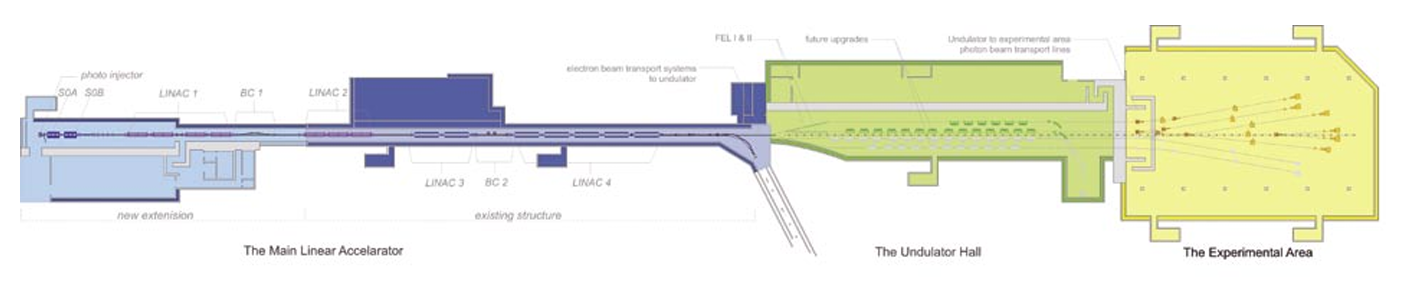 FEL I & II
future upgrades
Undulator to experimental area
photon beam transport lines
electron beam transport systems
to undulator
photo injector
S0A S0B LINAC 1 BC 1 LINAC 2
LINAC 3 BC 2 LINAC 4
new extenision existing structure
The Main Linear Accelarator The Undulator Hall The Experimental Area